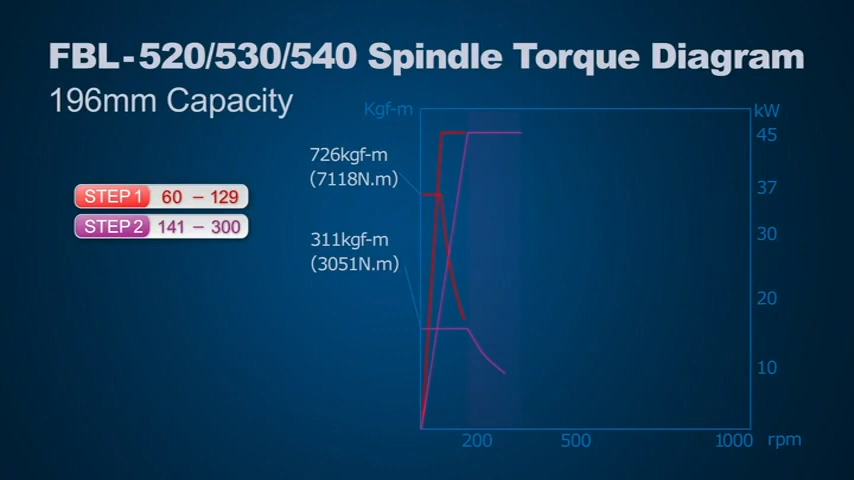 FBL-520/530/540 Spindle Torque Diagram
196mm Capacity
Kgf-m
kW
726kgf-m
(7118N.m)
311kgf-m
(3051N.m)
STEP 1 60 – 129
STEP 2 141 – 300
45
37
30
20
10
200 500 1000 rpm